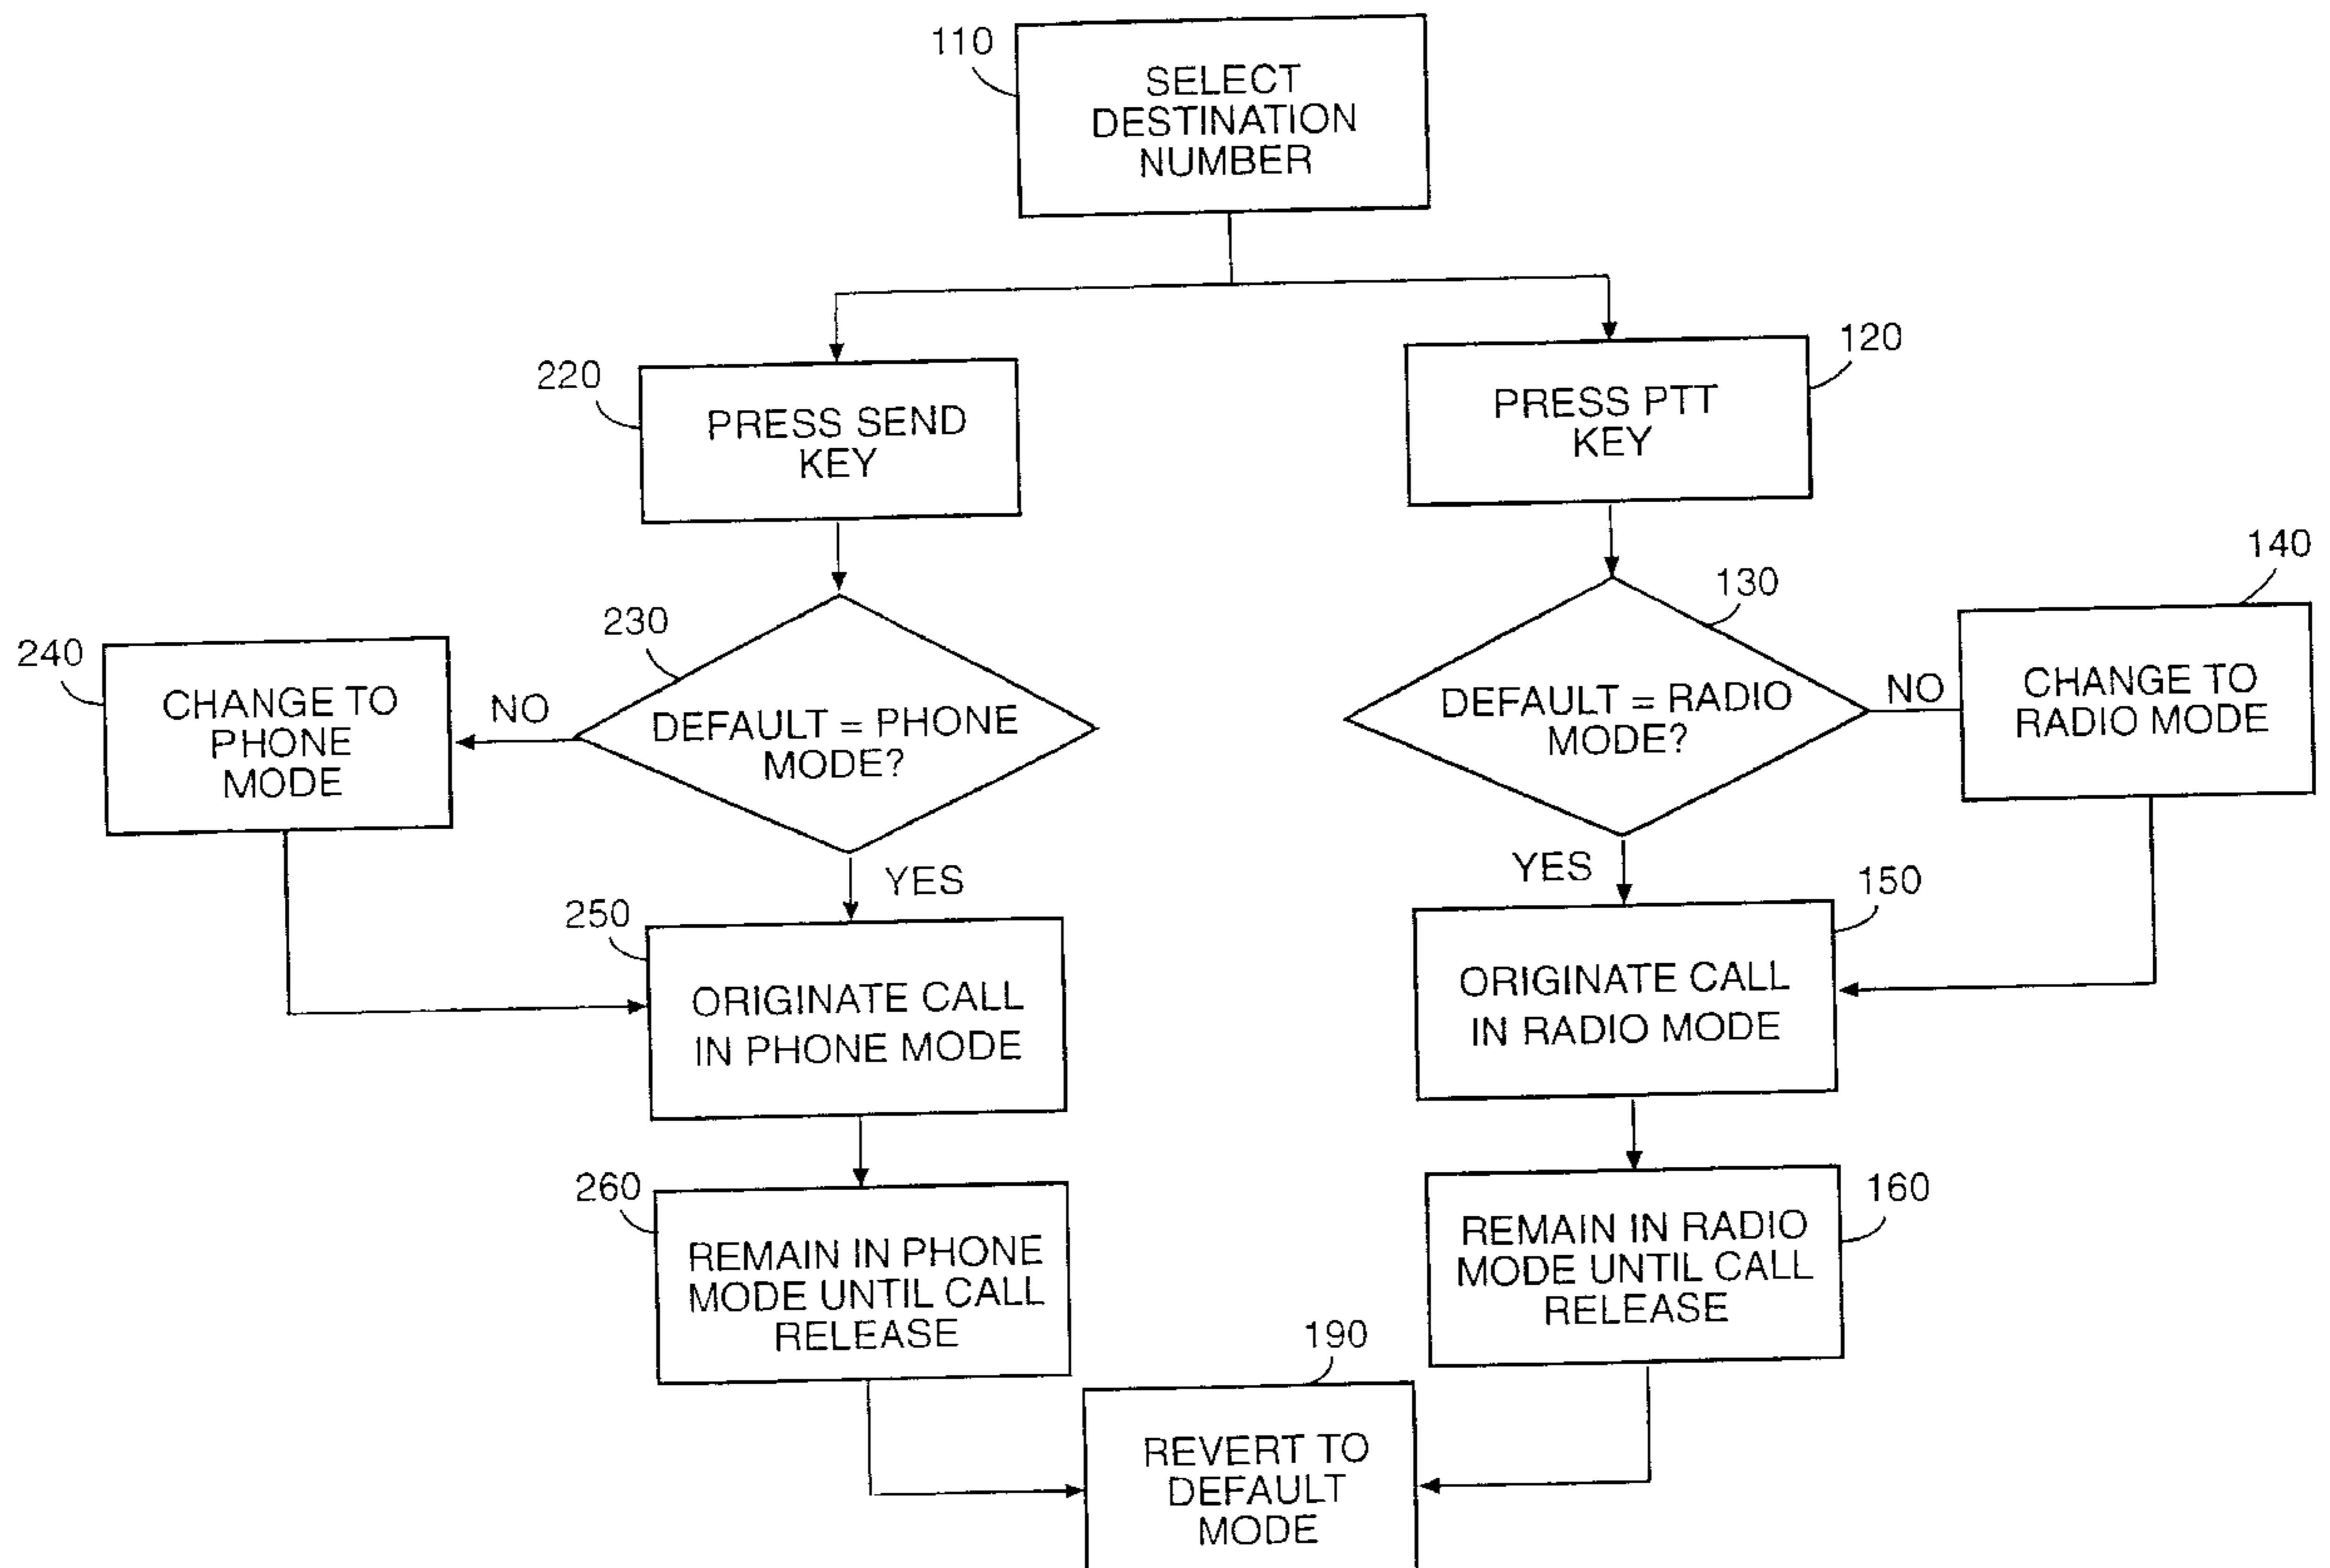 110
SELECT
DESTINATION
NUMBER
220
PRESS SEND
KEY
120
PRESS PTT
KEY
240
CHANGE TO
PHONE
MODE
NO
230
DEFAULT = PHONE
MODE?
YES
130
DEFAULT = RADIO
MODE?
NO
YES
140
CHANGE TO
RADIO MODE
250
ORIGINATE CALL
IN PHONE MODE
150
ORIGINATE CALL
IN RADIO MODE
260
REMAIN IN PHONE
MODE UNTIL CALL
RELEASE
160
REMAIN IN RADIO
MODE UNTIL CALL
RELEASE
190
REVERT TO
DEFAULT
MODE